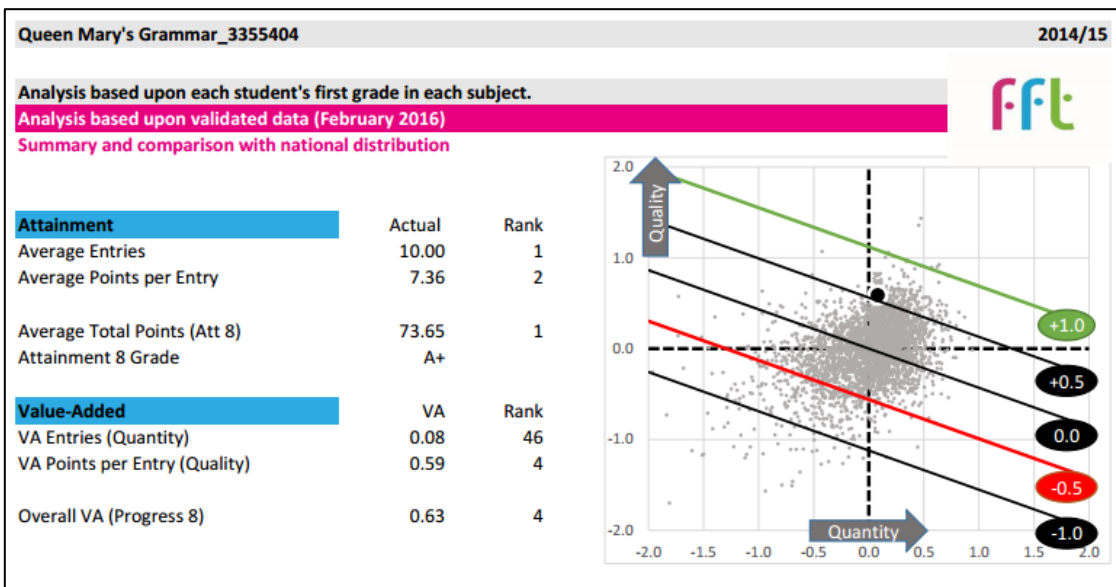 Queen Mary's Grammar_3355404 2014/15
Analysis based upon each student's first grade in each subject.
Analysis based upon validated data (February 2016)
Summary and comparison with national distribution
fft
Attainment Actual Rank
Average Entries 10.00 1
Average Points per Entry 7.36 2
Average Total Points (Att 8) 73.65 1
Attainment 8 Grade A+
Value-Added VA Rank
VA Entries (Quantity) 0.08 46
VA Points per Entry (Quality) 0.59 4
Overall VA (Progress 8) 0.63 4
2.0
1.0
0.0
-1.0
-2.0
Quality
+1.0
+0.5
0.0
-0.5
-1.0
Quantity
-2.0 -1.5 -1.0 -0.5 0.0 0.5 1.0 1.5 2.0